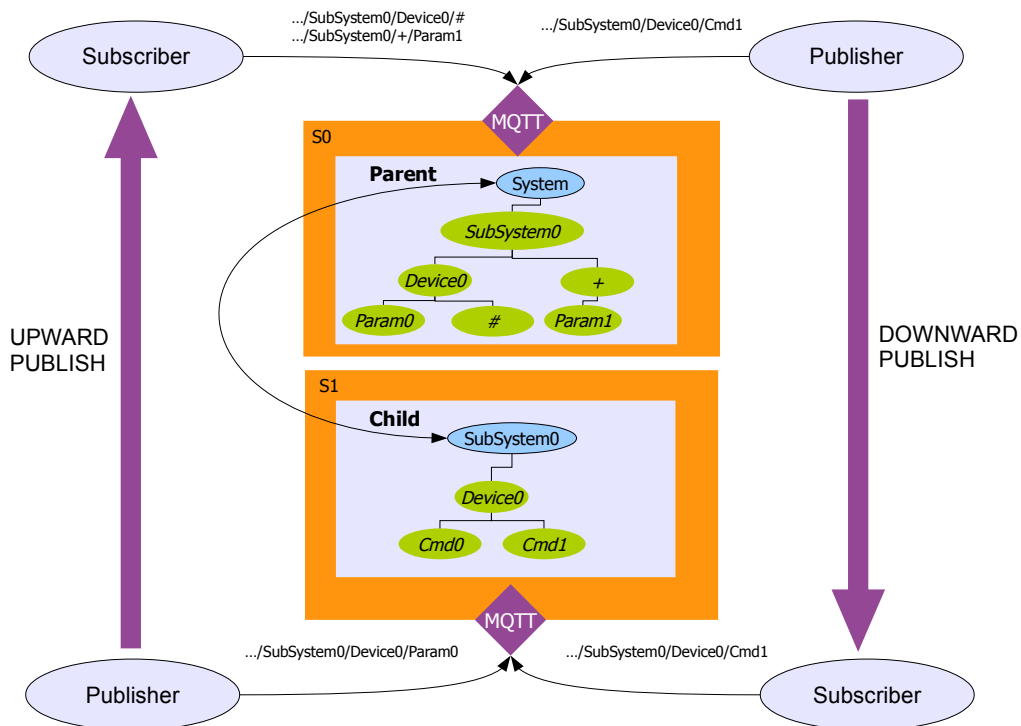 .../SubSystem0/Device0/#
.../SubSystem0/+/Param1
.../SubSystem0/Device0/Cmd1
Subscriber
Publisher
MQTT
S0
Parent
System
SubSystem0
Device0
+
Param0
#
Param1
UPWARD
PUBLISH
DOWNWARD
PUBLISH
S1
Child
SubSystem0
Device0
Cmd0
Cmd1
MQTT
.../SubSystem0/Device0/Param0
.../SubSystem0/Device0/Cmd1
Publisher
Subscriber